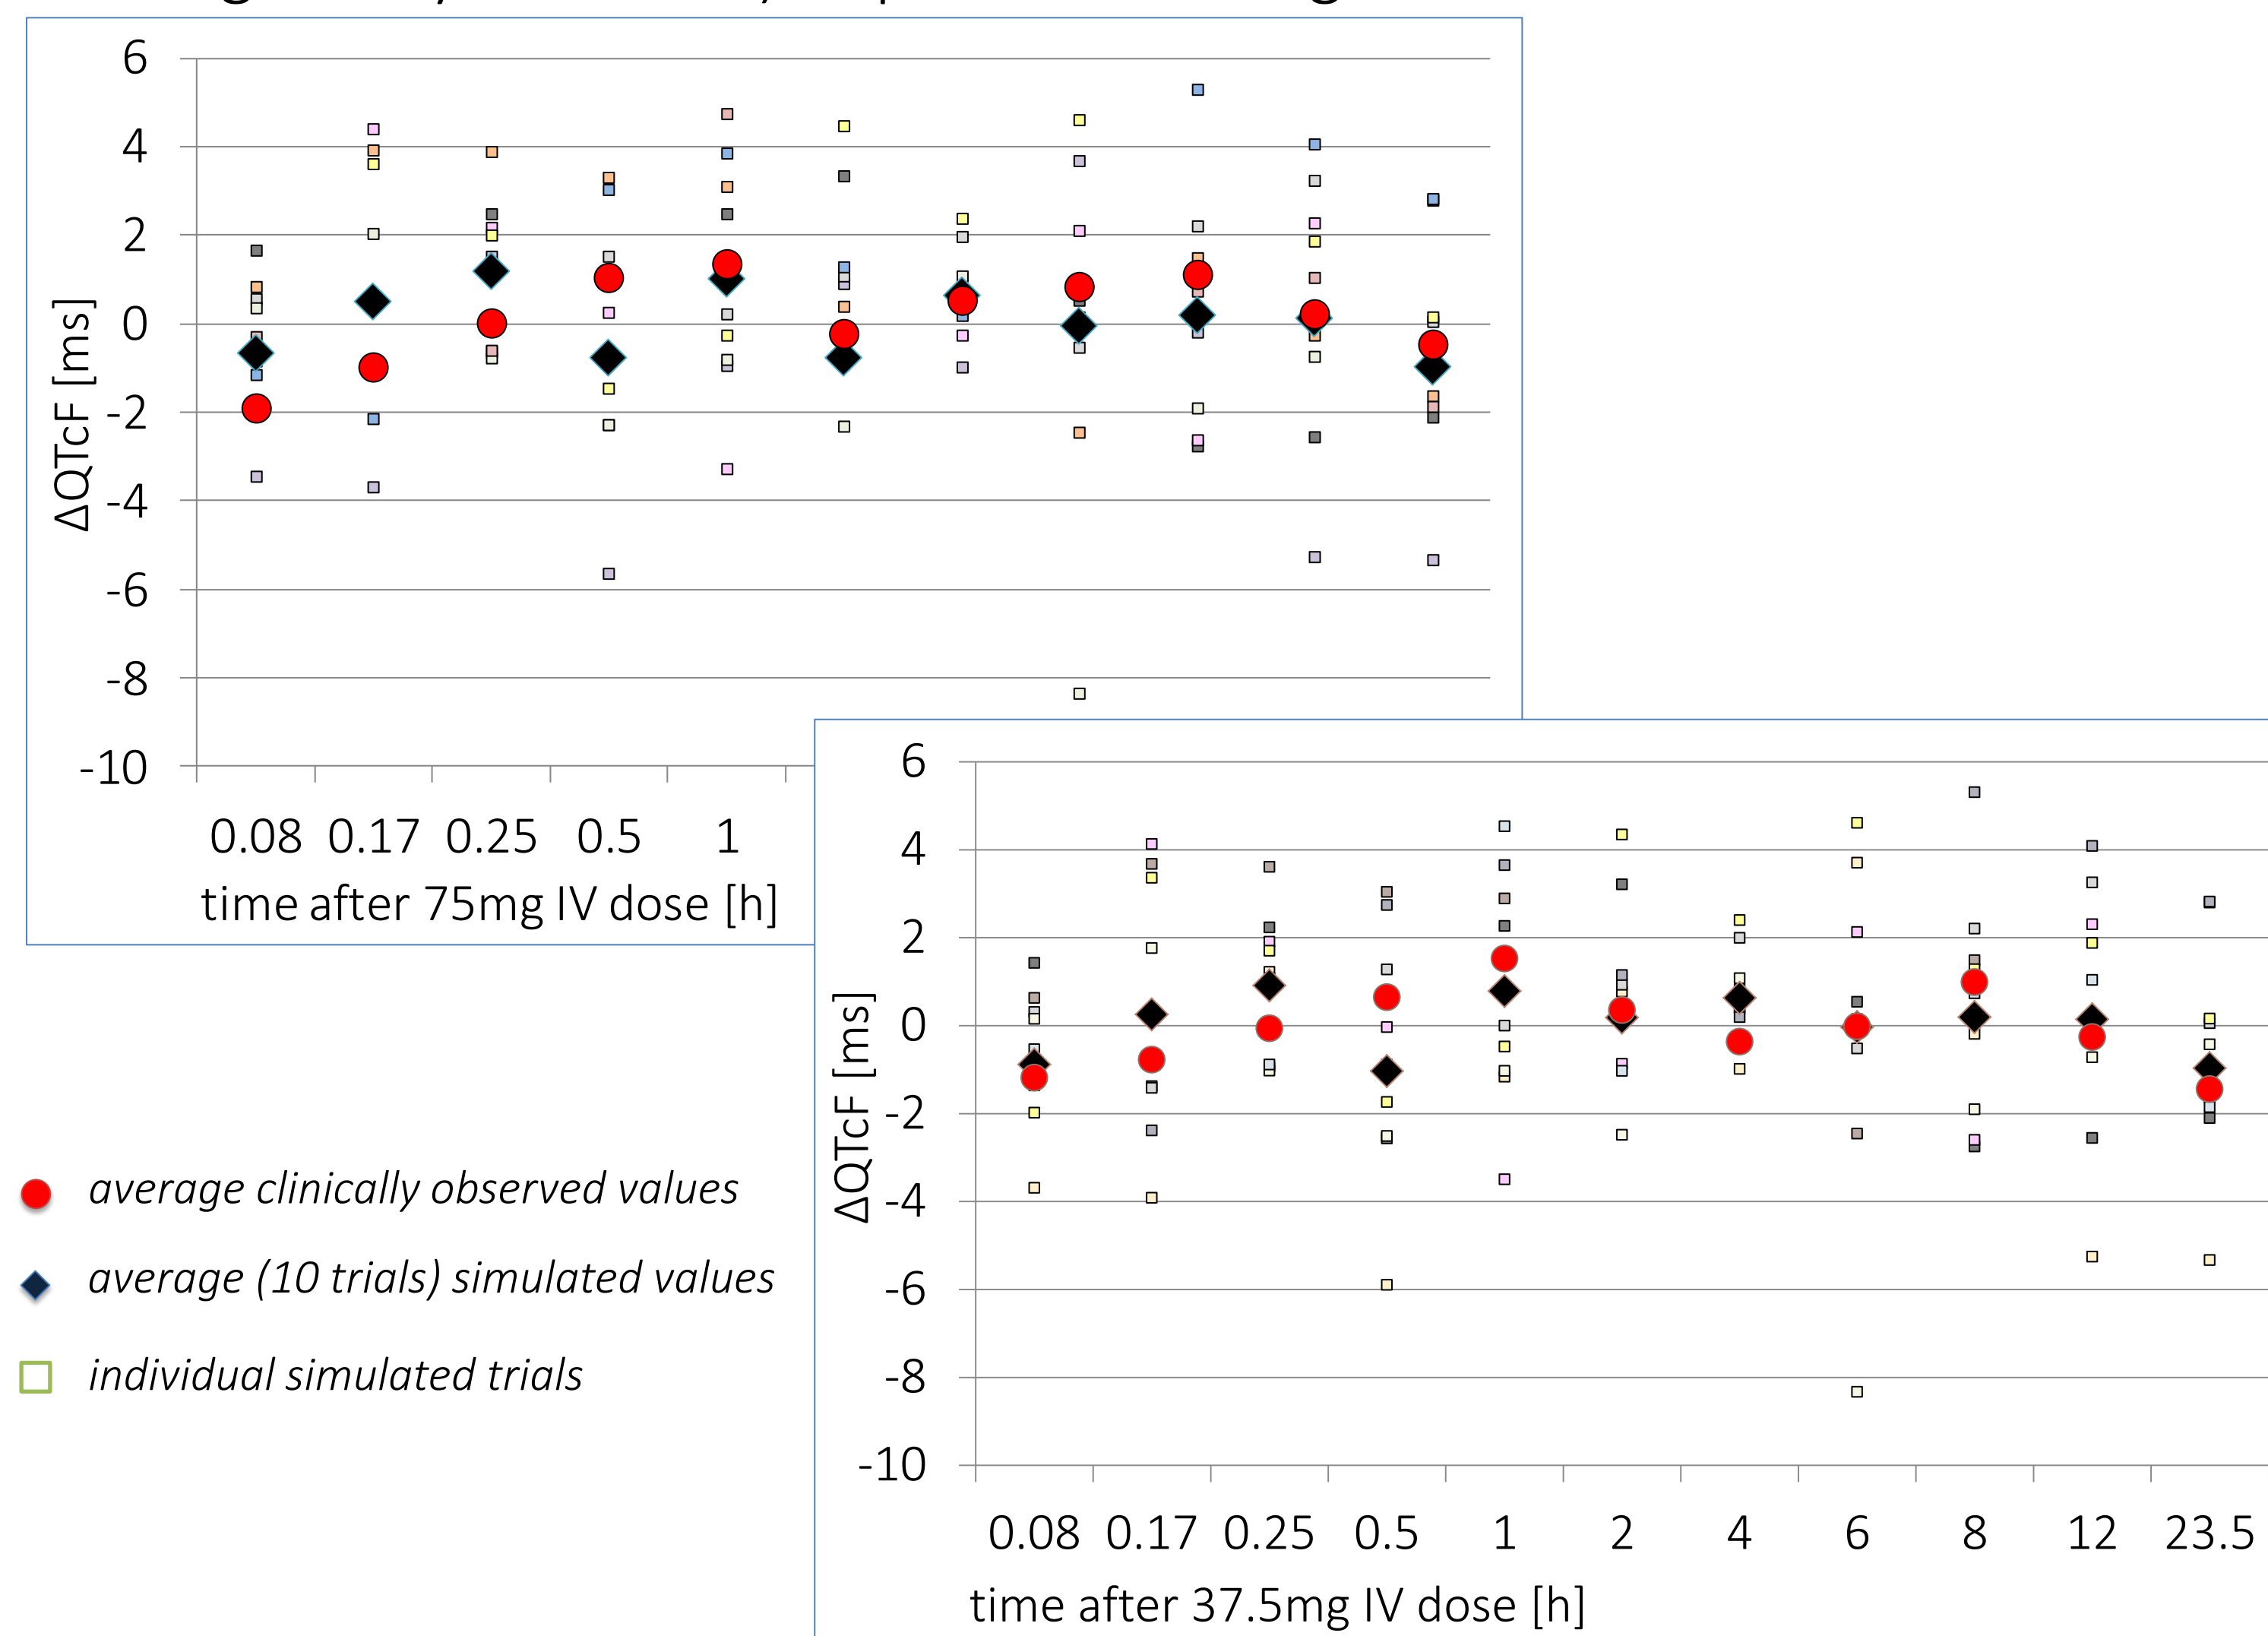 6
4
2
0
-2
-4
-6
-8
-10
ΔQTcF [ms]
0.08 0.17 0.25 0.5 1
time after 75mg IV dose [h]
6
4
2
0
-2
-4
-6
-8
-10
ΔQTcF [ms]
0.08 0.17 0.25 0.5 1 2 4 6 8 12 23.5
time after 37.5mg IV dose [h]
average clinically observed values
average (10 trials) simulated values
individual simulated trials